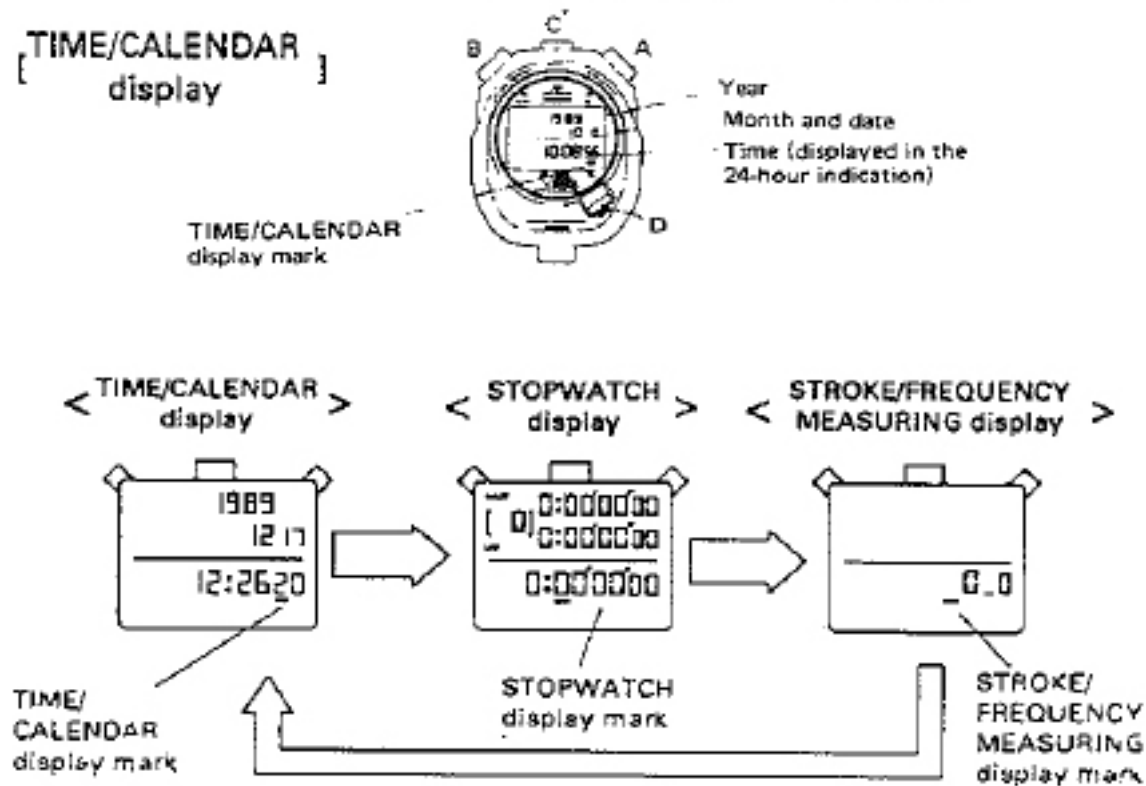 [TIME/CALENDAR display]
C
B
A
Year
Month and date
Time (displayed in the
24-hour indication)
1989
D
TIME/CALENDAR
display mark
< TIME/CALENDAR display >
< STOPWATCH display >
< STROKE/FREQUENCY MEASURING display >
1989
12 17
12:26 20
[ 0] 0:00'00"00
0:00'00"00
0:00'00"00
_0_0
TIME/
CALENDAR
display mark
STOPWATCH
display mark
STROKE/
FREQUENCY
MEASURING
display mark